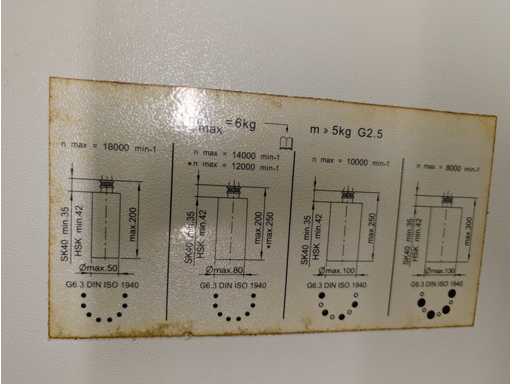 max =6kg
m > 5kg G2.5
n max = 18000 min-1
SK40 min.35
HSK min.42
max.200
Ømax.50
G6.3 DIN ISO 1940
n max = 14000 min-1
*n max = 12000 min-1
SK40 min.35
HSK min.42
max.200
*max.250
Ømax.80
G6.3 DIN ISO 1940
n max = 10000 min-1
SK40 min.35
HSK min.42
max.250
Ømax.100
G6.3 DIN ISO 1940
n max = 8000 min-1
SK40 min.35
HSK min.42
max.300
G6.3 DIN ISO 1940